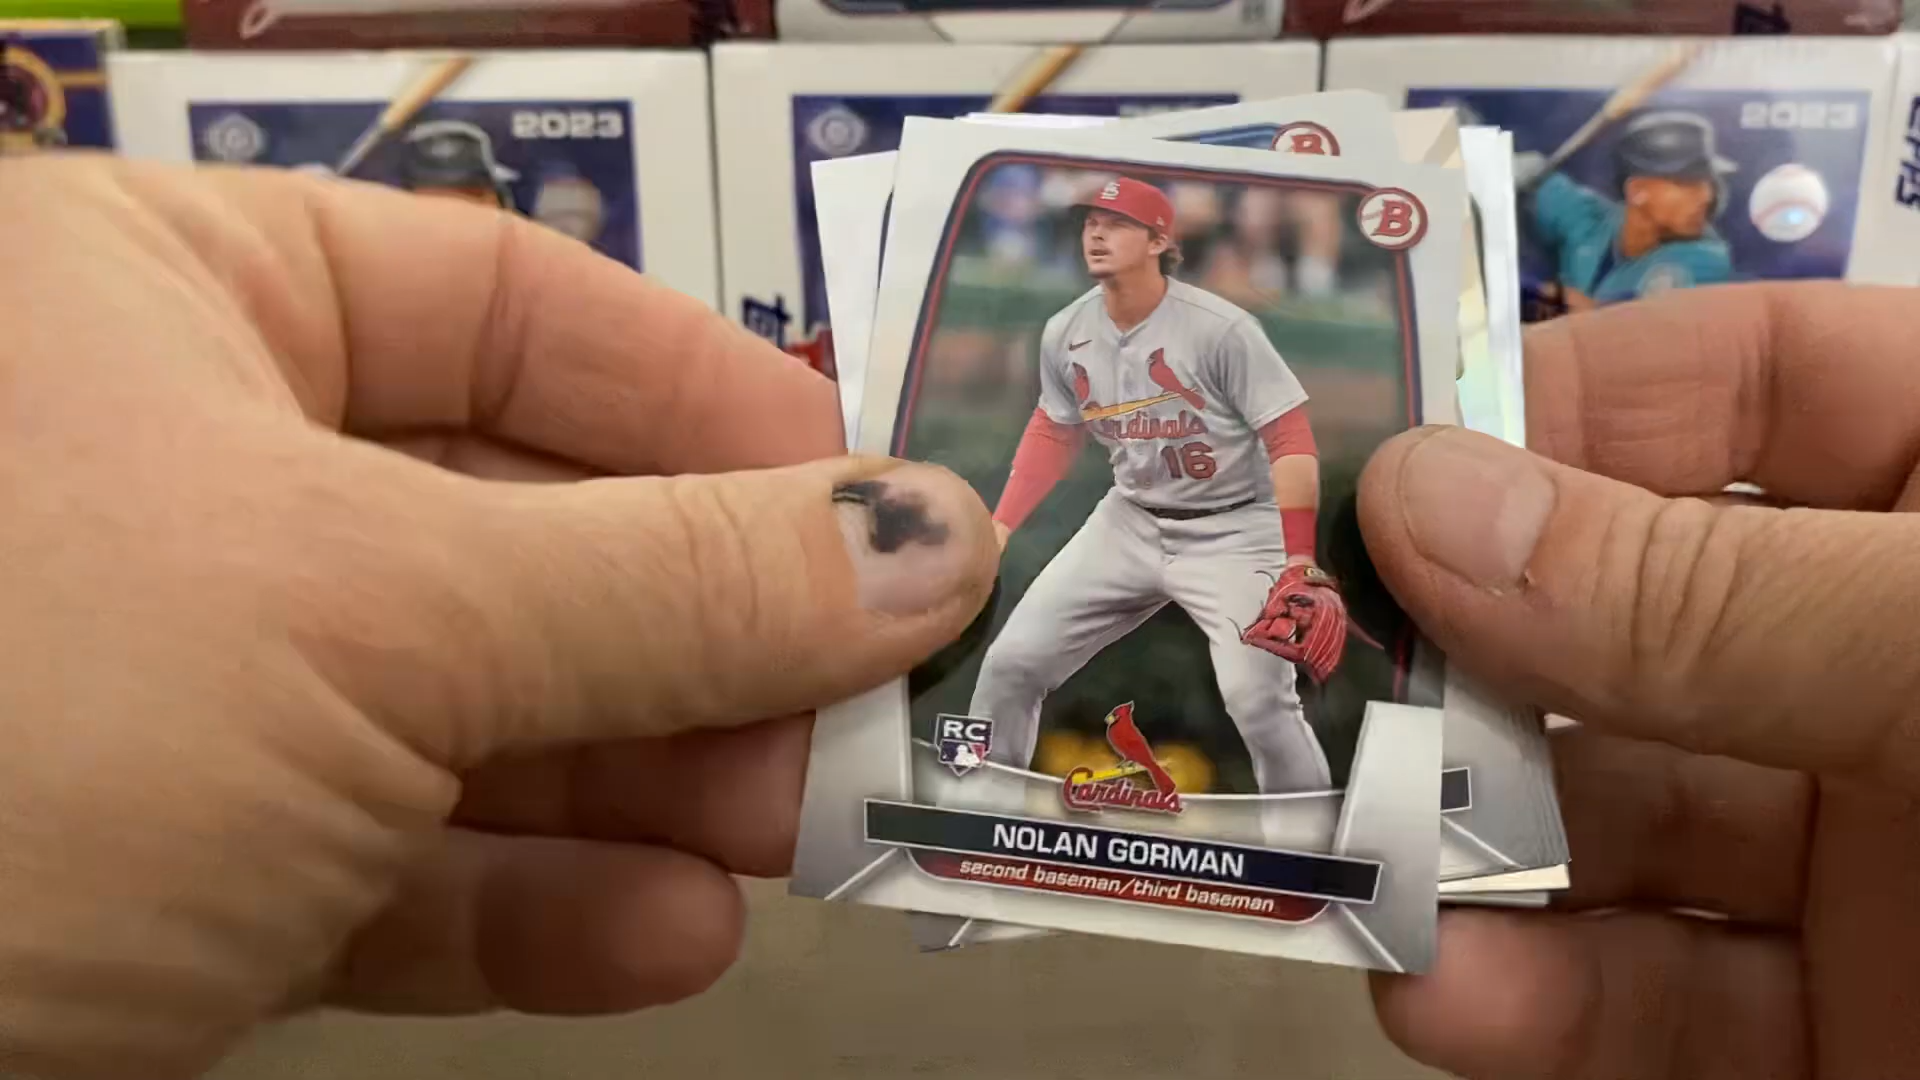 2023
2023
B
B
Cardinals
16
RC
Cardinals
NOLAN GORMAN
second baseman/third baseman